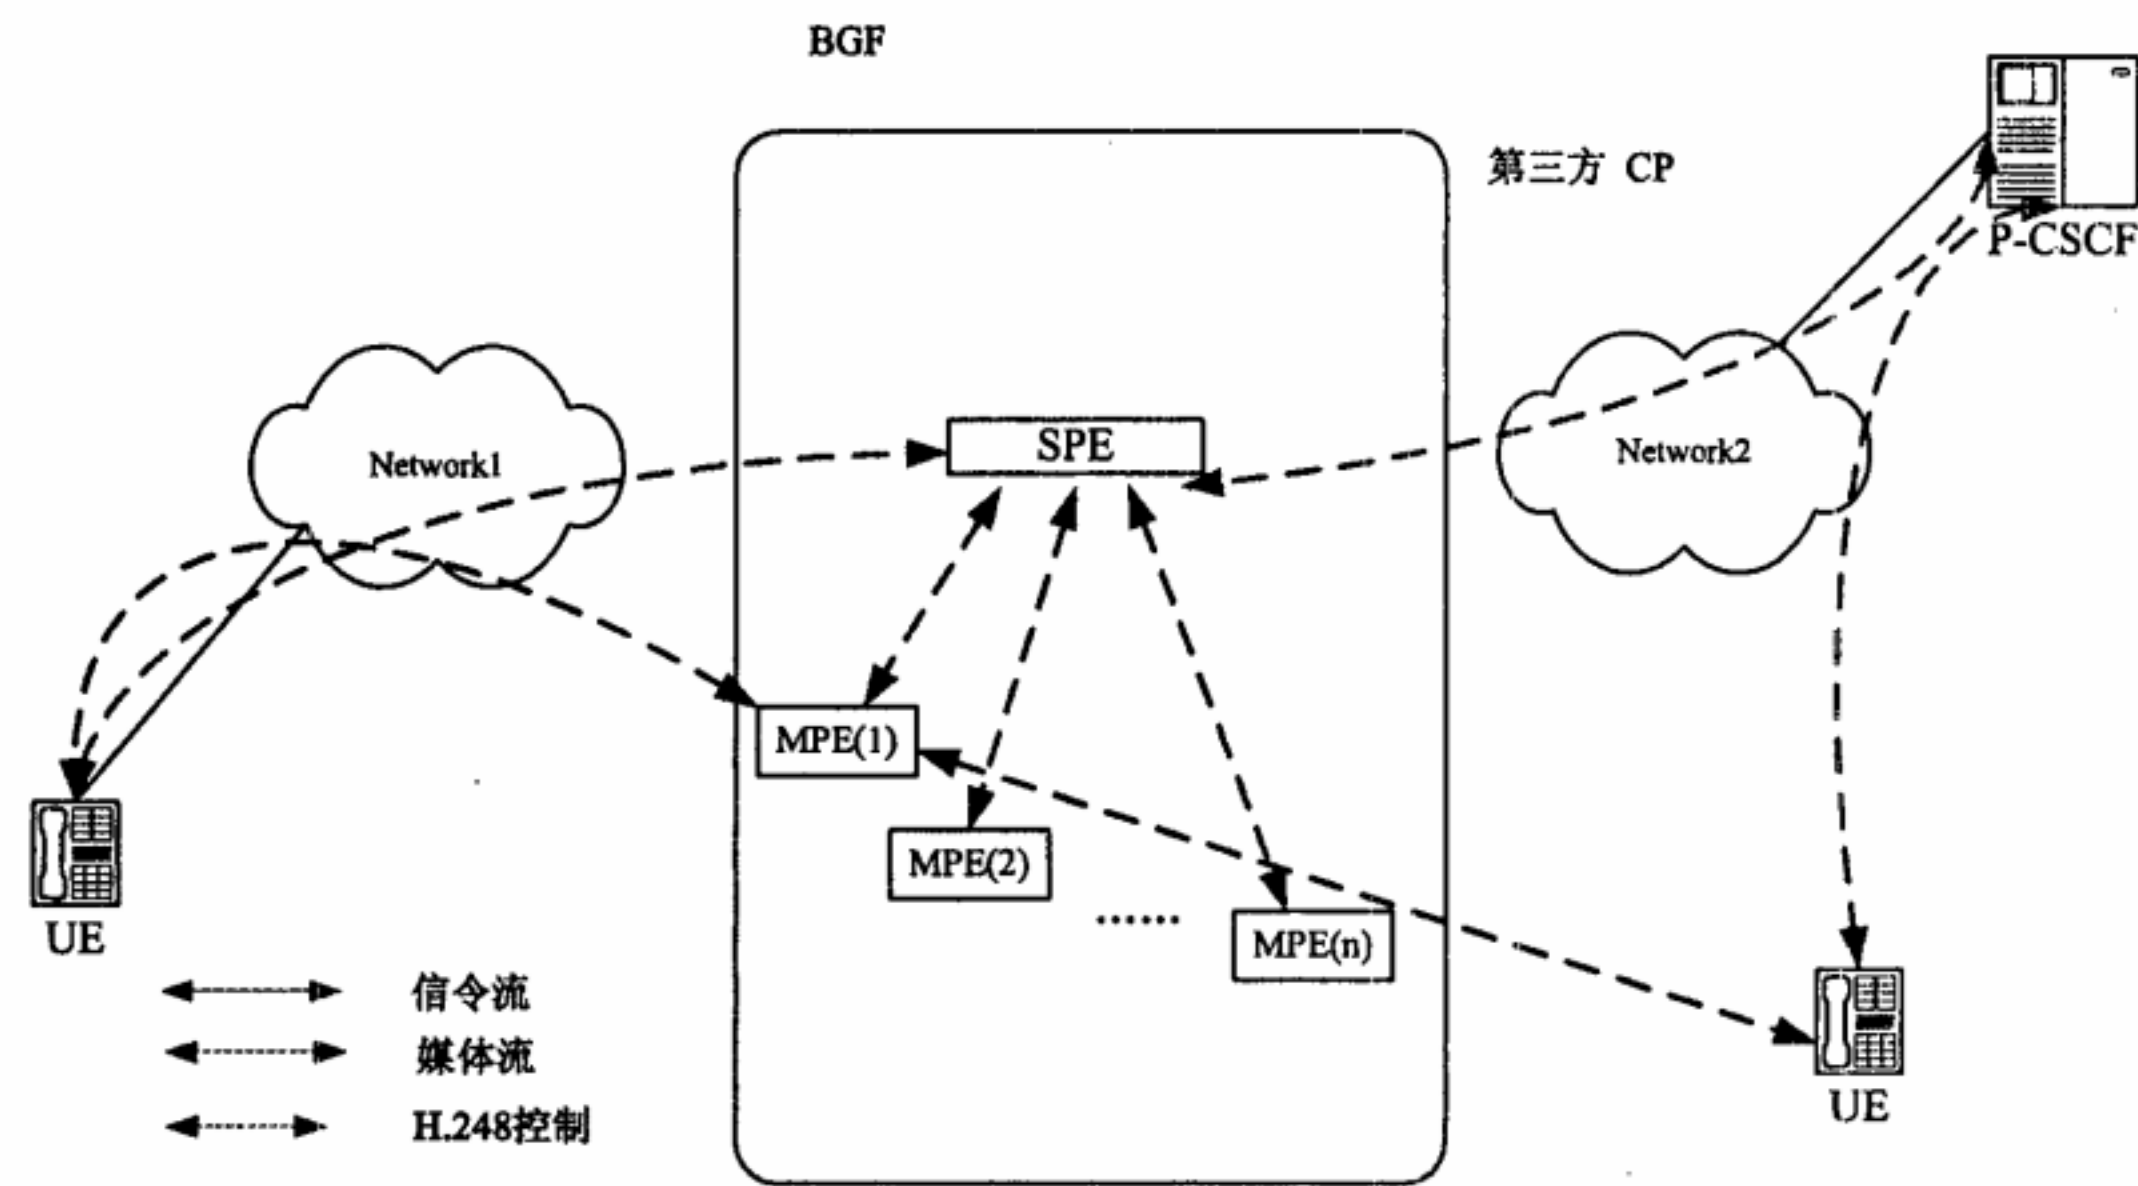 BGF
第三方 CP
P-CSCF
Network1
SPE
Network2
MPE(1)
MPE(2)
......
MPE(n)
UE
信令流
媒体流
H.248控制
UE